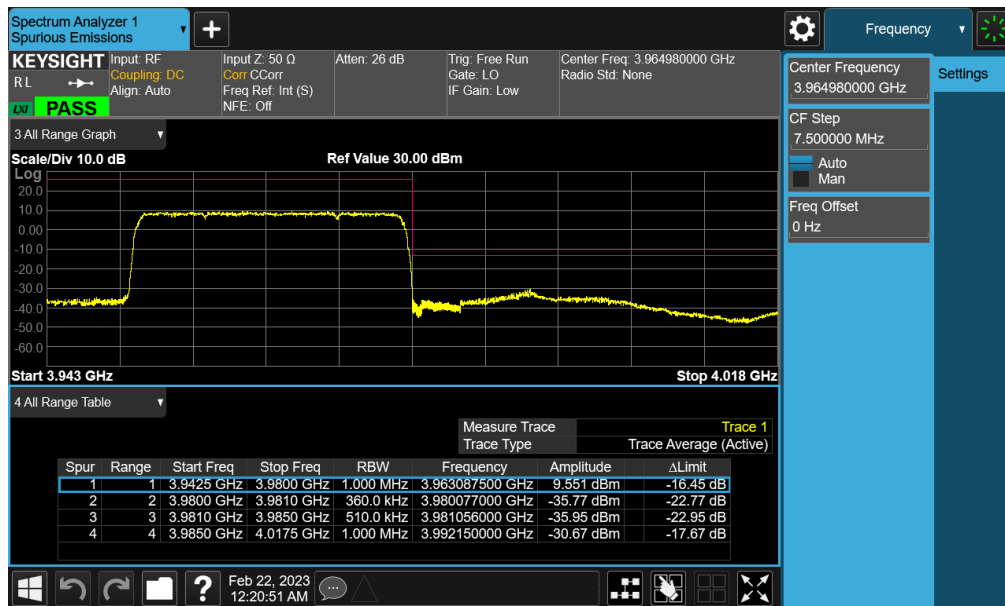 Spectrum Analyzer 1
Spurious Emissions
Frequency
KEYSIGHT
R L
LXI PASS
Input: RF
Coupling: DC
Align: Auto
Input Z: 50 Ω
Corr CCorr
Freq Ref: Int (S)
NFE: Off
Atten: 26 dB
Trig: Free Run
Gate: LO
IF Gain: Low
Center Freq: 3.964980000 GHz
Radio Std: None
Center Frequency
3.964980000 GHz
Settings
CF Step
7.500000 MHz
Auto
Man
Freq Offset
0 Hz
3 All Range Graph
Scale/Div 10.0 dB Ref Value 30.00 dBm
Log
20.0
10.0
0.00
-10.0
-20.0
-30.0
-40.0
-50.0
-60.0
Start 3.943 GHz Stop 4.018 GHz
4 All Range Table
Measure Trace Trace 1
Trace Type Trace Average (Active)
Spur Range Start Freq Stop Freq RBW Frequency Amplitude ΔLimit
1 1 3.9425 GHz 3.9800 GHz 1.000 MHz 3.963087500 GHz 9.551 dBm -16.45 dB
2 2 3.9800 GHz 3.9810 GHz 360.0 kHz 3.980077000 GHz -35.77 dBm -22.77 dB
3 3 3.9810 GHz 3.9850 GHz 510.0 kHz 3.981056000 GHz -35.95 dBm -22.95 dB
4 4 3.9850 GHz 4.0175 GHz 1.000 MHz 3.992150000 GHz -30.67 dBm -17.67 dB
?
Feb 22, 2023
12:20:51 AM